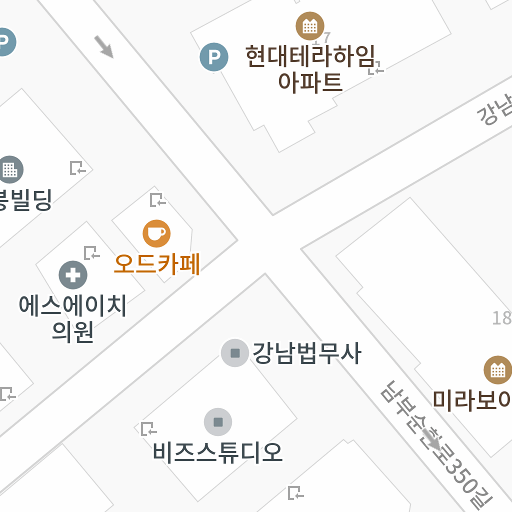 P
17
P
현대테라하임
아파트
강남
봉빌딩
오드카페
에스에이치
의원
18
강남법무사
미라보아
남부순환로350길
비즈스튜디오